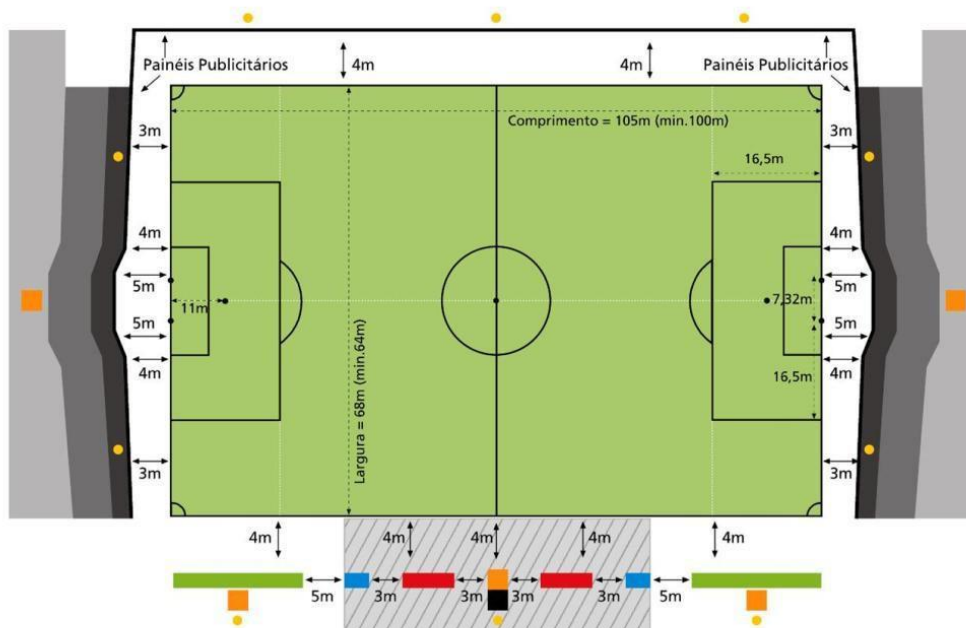 Painéis Publicitários
4m
4m
Painéis Publicitários
Comprimento = 105m (min.100m)
3m
3m
16,5m
4m
4m
5m
5m
11m
7,32m
5m
5m
4m
4m
16,5m
Largura = 68m (min.64m)
3m
3m
4m
4m
4m
4m
4m
5m
3m
3m
3m
3m
5m